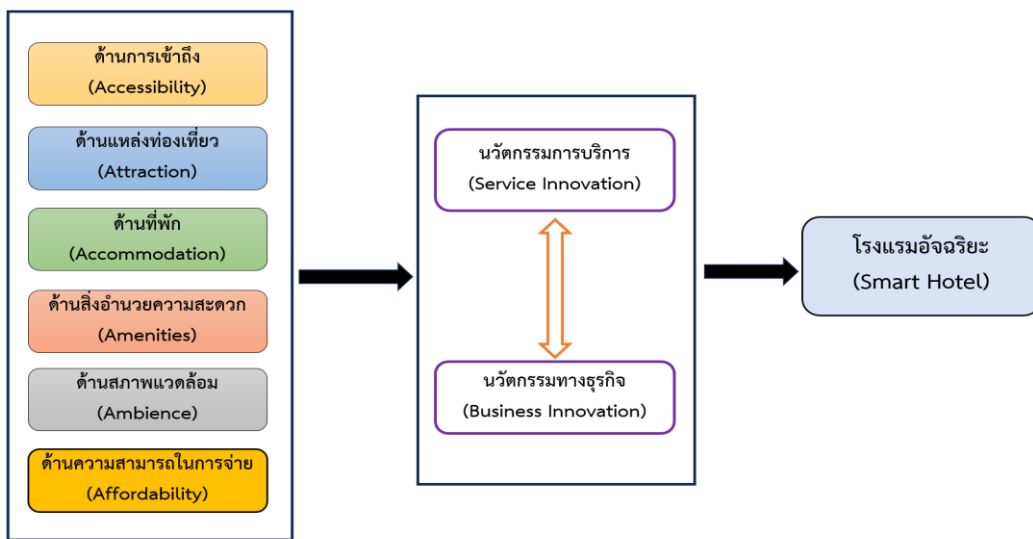 ด้านการเข้าถึง
(Accessibility)
ด้านแหล่งท่องเที่ยว
(Attraction)
ด้านที่พัก
(Accommodation)
ด้านสิ่งอำนวยความสะดวก
(Amenities)
ด้านสภาพแวดล้อม
(Ambience)
ด้านความสามารถในการจ่าย
(Affordability)
นวัตกรรมการบริการ
(Service Innovation)
นวัตกรรมทางธุรกิจ
(Business Innovation)
โรงแรมอัจฉริยะ
(Smart Hotel)